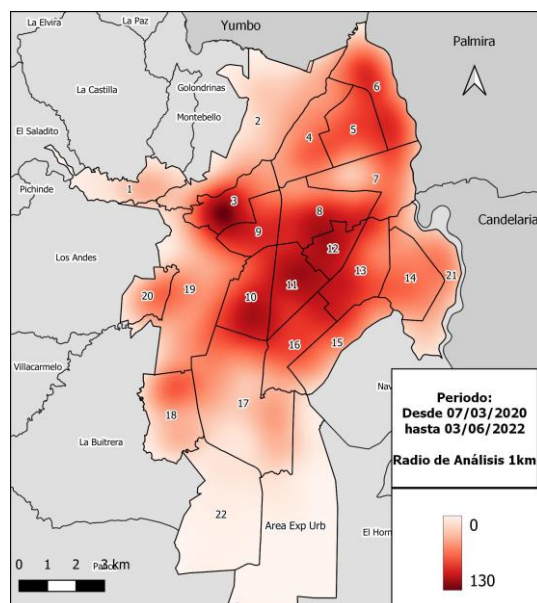 La Elvira
La Paz
Yumbo
Palmira
La Castilla
Golondrinas
Montebello
El Saladito
Pichinde
Candelaria
Los Andes
Villacarmelo
La Buitrera
Nav
Area Exp Urb
El Horm
1
2
3
4
5
6
7
8
9
10
11
12
13
14
15
16
17
18
19
20
21
22
Periodo:
Desde 07/03/2020
hasta 03/06/2022
Radio de Análisis 1km
0
130
0 1 2 3 km